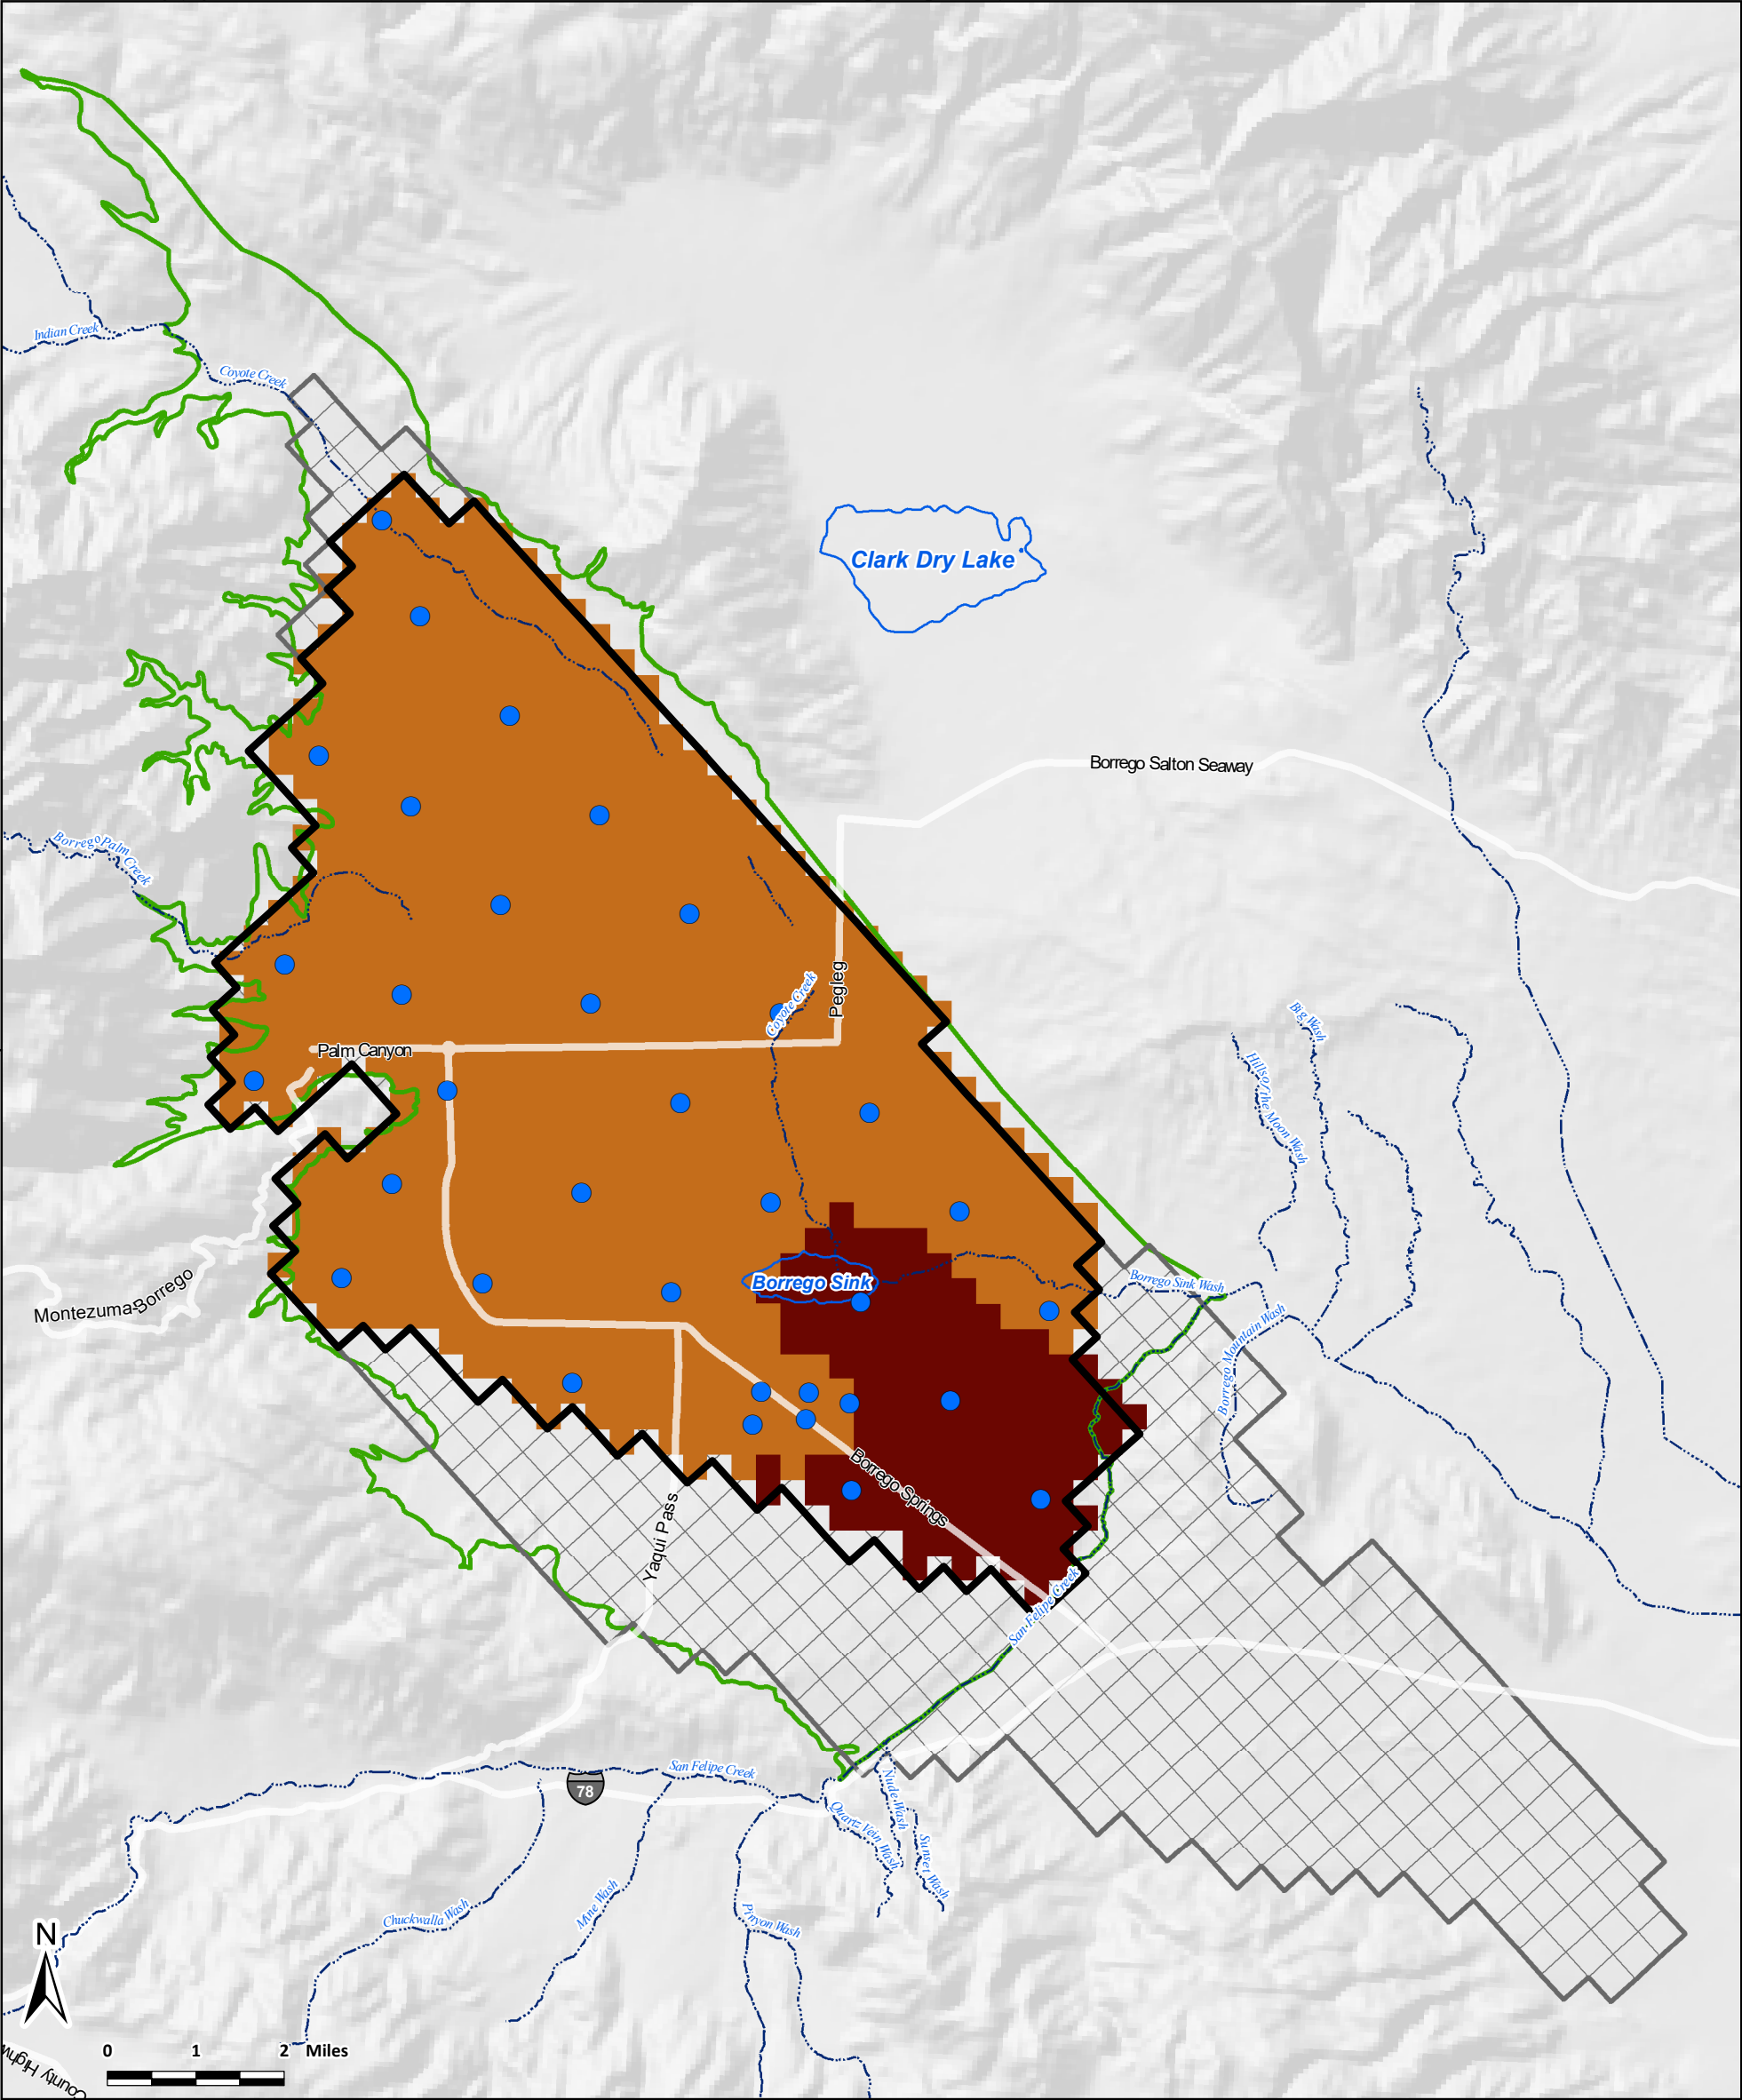 Indian Creek
Coyote Creek
Clark Dry Lake
Borrego Salton Seaway
Borrego Palm Creek
Pegleg
Coyote Creek
Palm Canyon
Big Wash
Hills of the Moon Wash
Borrego Sink
Borrego Sink Wash
Montezuma-Borrego
Borrego Mountain Wash
Borrego Springs
Yaqui Pass
San Felipe Creek
San Felipe Creek
78
Nude Wash
Quartz Vein Wash
Sunset Wash
Chuckwalla Wash
Mine Wash
Pinyon Wash
N
0 1 2 Miles
County Highw